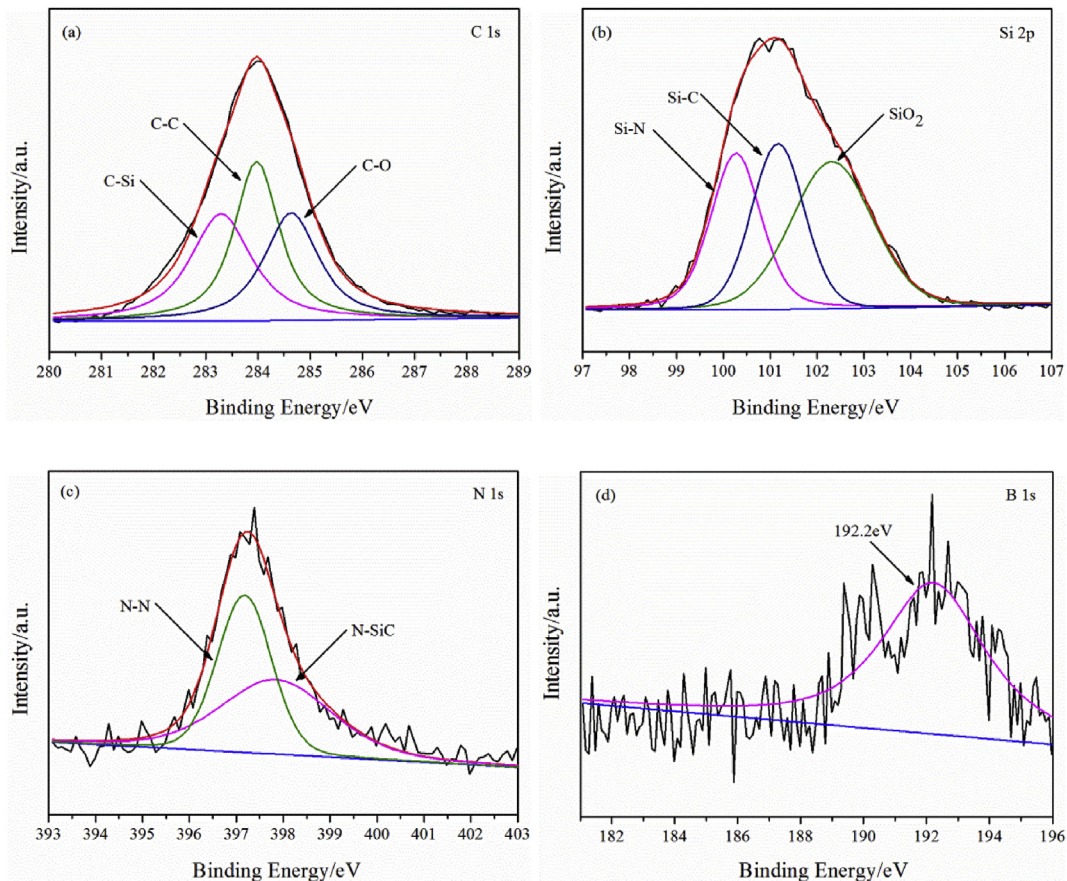 (a)
C 1s
C-C
C-O
C-Si
Intensity/a.u.
280 281 282 283 284 285 286 287 288 289
Binding Energy/eV
(b)
Si 2p
Si-C
SiO₂
Si-N
Intensity/a.u.
97 98 99 100 101 102 103 104 105 106 107
Binding Energy/eV
(c)
N 1s
N-N
N-SiC
Intensity/a.u.
393 394 395 396 397 398 399 400 401 402 403
Binding Energy/eV
(d)
B 1s
192.2eV
Intensity/a.u.
182 184 186 188 190 192 194 196
Binding Energy/eV